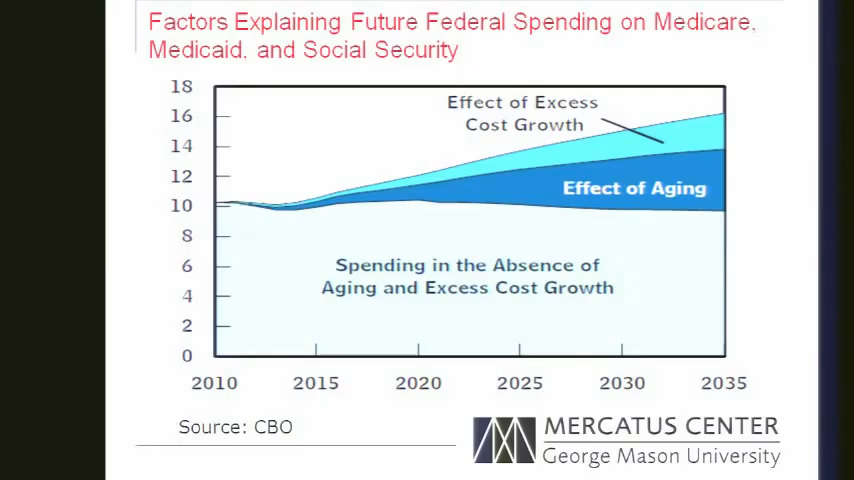 Factors Explaining Future Federal Spending on Medicare,
Medicaid, and Social Security
18
16
14
12
10
8
6
4
2
0
Effect of Excess
Cost Growth
Effect of Aging
Spending in the Absence of
Aging and Excess Cost Growth
2010 2015 2020 2025 2030 2035
Source: CBO
MERCATUS CENTER
George Mason University